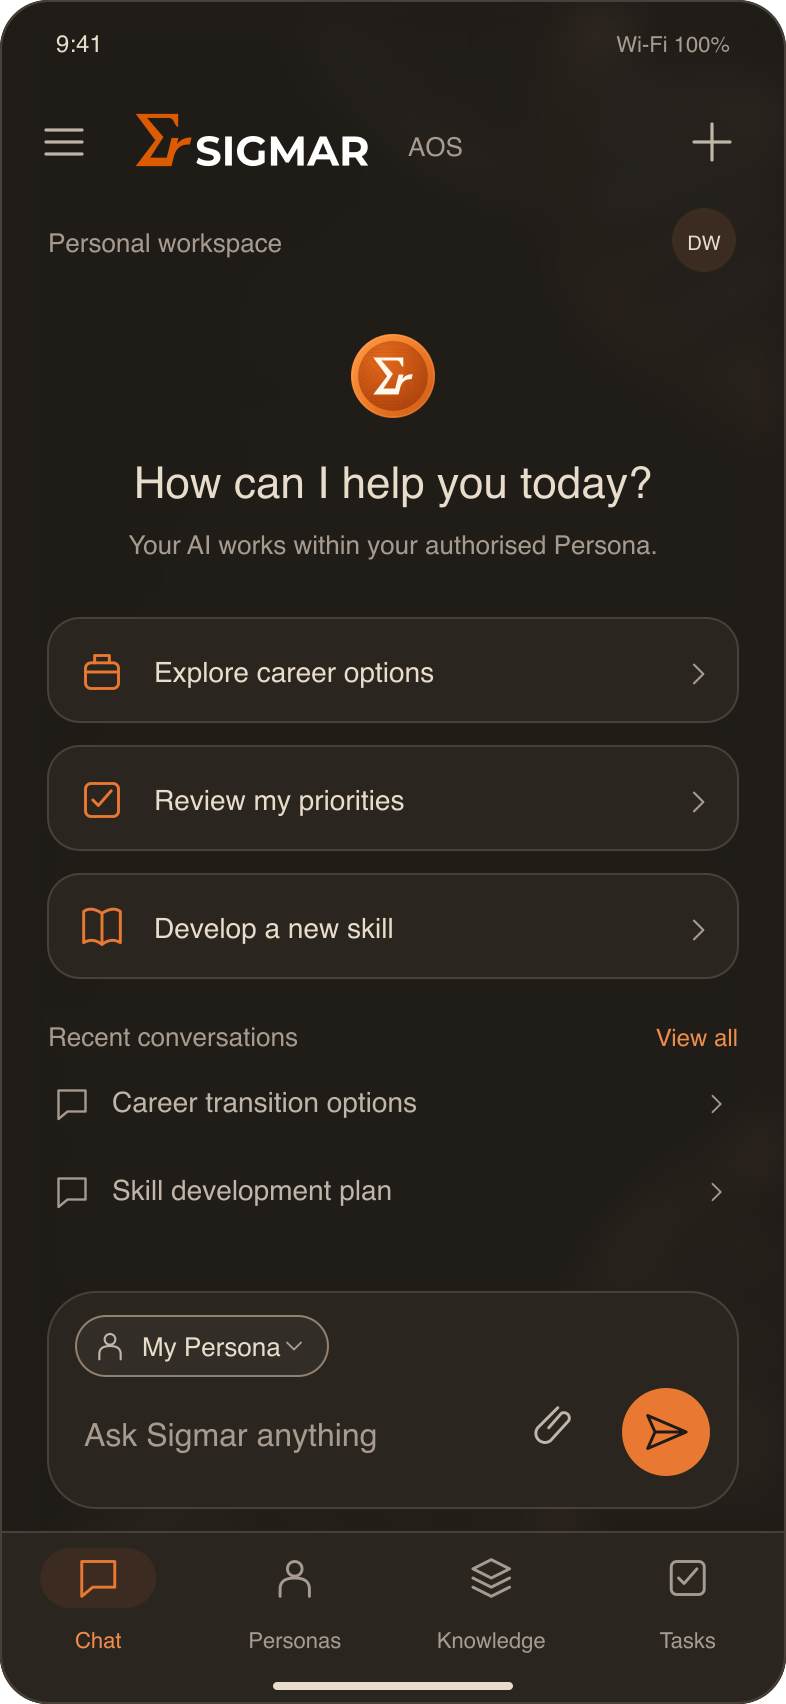 9:41 Wi-Fi 100%
Σr SIGMAR AOS
Personal workspace DW
Σr
How can I help you today?
Your AI works within your authorised Persona.
Explore career options
Review my priorities
Develop a new skill
Recent conversations View all
Career transition options
Skill development plan
My Persona
Ask Sigmar anything
Chat Personas Knowledge Tasks